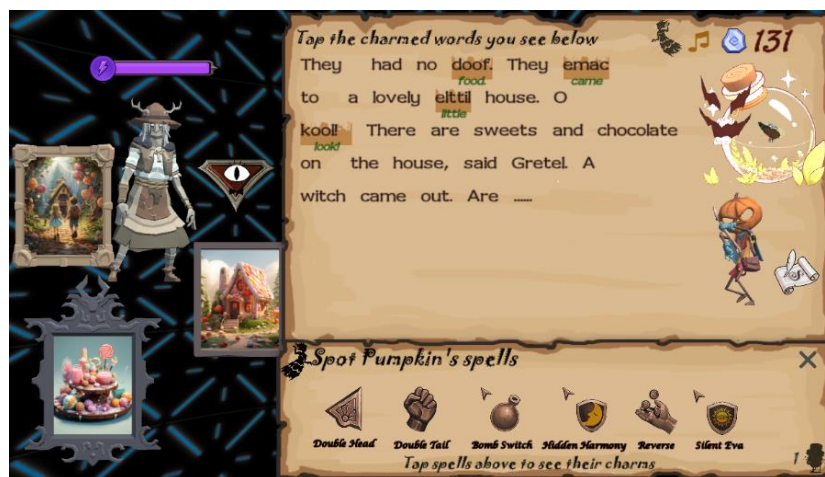 Tap the charmed words you see below
131
They had no doof. They emac
food. came
to a lovely elttil house. O
little
kool! There are sweets and chocolate
look!
on the house, said Gretel. A
witch came out. Are ......
Spot Pumpkin's spells
Double Head Double Tail Bomb Switch Hidden Harmony Reverse Silent Eva
Tap spells above to see their charms
1